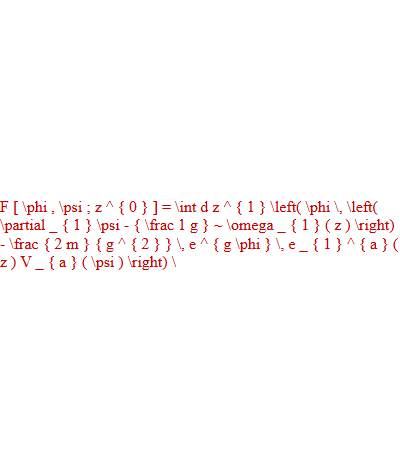 F [ \phi , \psi ; z ^ { 0 } ] = \int d z ^ { 1 } \left( \phi \, \left(
\partial _ { 1 } \psi - { \frac 1 g } ~ \omega _ { 1 } ( z ) \right)
- \frac { 2 m } { g ^ { 2 } } \, e ^ { g \phi } \, e _ { 1 } ^ { a } (
z ) V _ { a } ( \psi ) \right) \